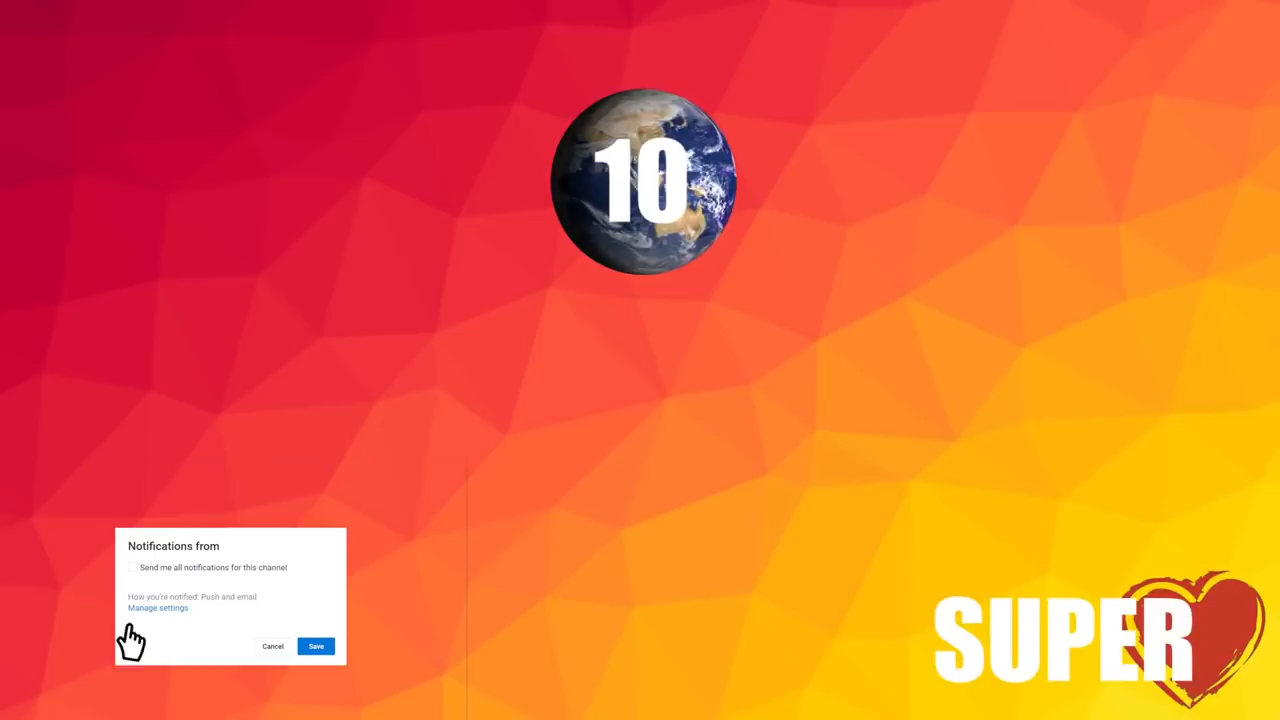 10
Notifications from
Send me all notifications for this channel
How you're notified: Push and email
Manage settings
Cancel
Save
SUPER